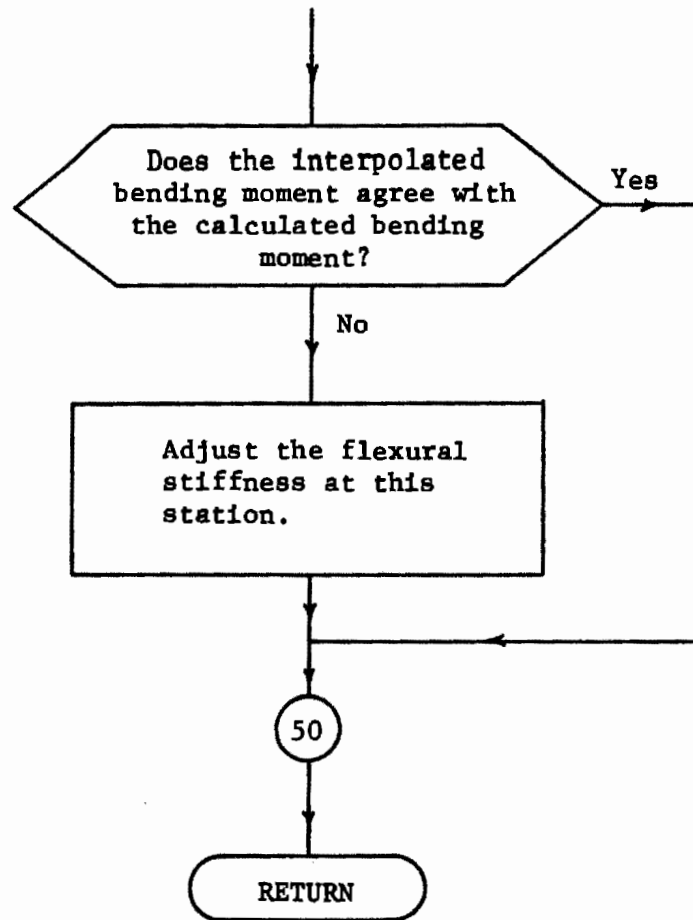 Does the interpolated
bending moment agree with
the calculated bending
moment?
Yes
No
Adjust the flexural
stiffness at this
station.
50
RETURN